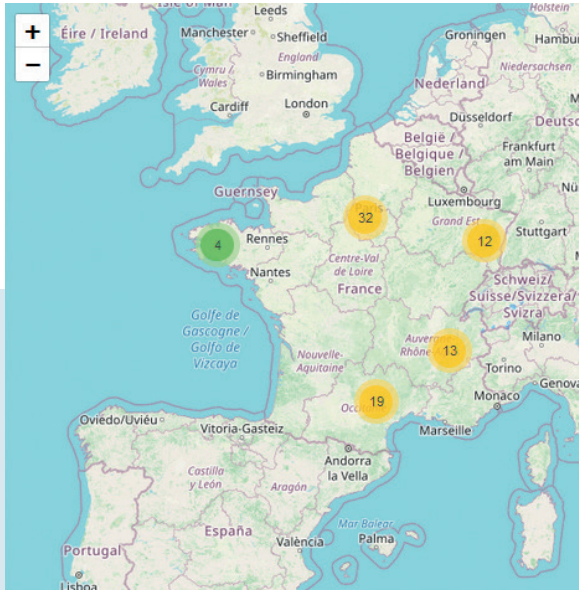 Leeds
Isle of Man
+
Éire / Ireland
Manchester
Sheffield
Groningen
Holstein
Hambu
−
England
Cymru /
Wales
Birmingham
Niedersachsen
Nederland
Cardiff
London
Düsseldorf
Deutsc
België /
Belgique /
Belgien
Frankfurt
am Main
Guernsey
Luxembourg
Nü
32
Paris
Grand Est
12
Stuttgart
4
Rennes
Centre-Val
de Loire
Nantes
France
Schweiz/
Suisse/Svizzera/
Svizra
Golfe de
Gascogne /
Golfo de
Vizcaya
Auvergne
Rhône
13
Milano
Nouvelle-
Aquitaine
Torino
Genova
19
Monaco
Marseille
Oviedo/Uviéu
Vitoria-Gasteiz
Andorra
la Vella
Castilla
y León
Aragón
España
Mar Balear
València
Palma
Portugal
Lisboa